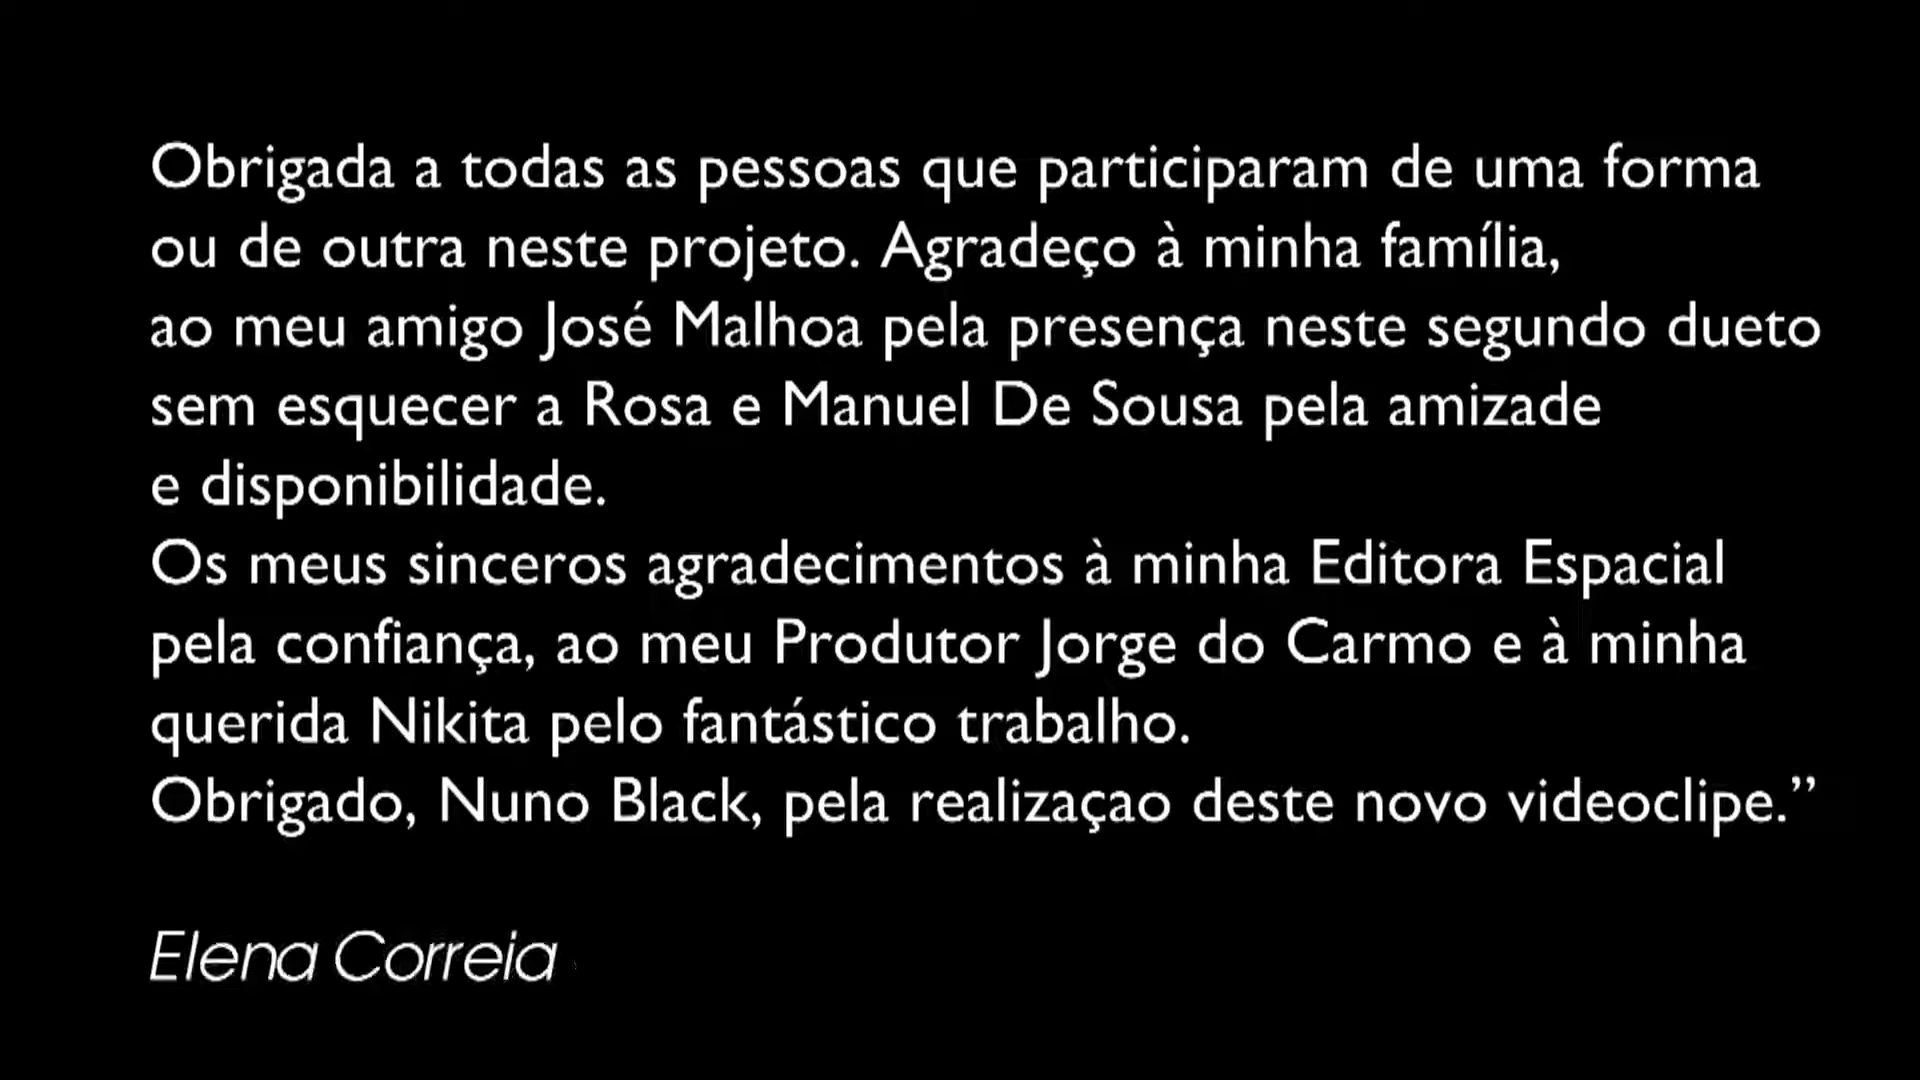 Obrigada a todas as pessoas que participaram de uma forma
ou de outra neste projeto. Agradeço à minha família,
ao meu amigo José Malhoa pela presença neste segundo dueto
sem esquecer a Rosa e Manuel De Sousa pela amizade
e disponibilidade.
Os meus sinceros agradecimentos à minha Editora Espacial
pela confiança, ao meu Produtor Jorge do Carmo e à minha
querida Nikita pelo fantástico trabalho.
Obrigado, Nuno Black, pela realizaçao deste novo videoclipe.”
Elena Correia